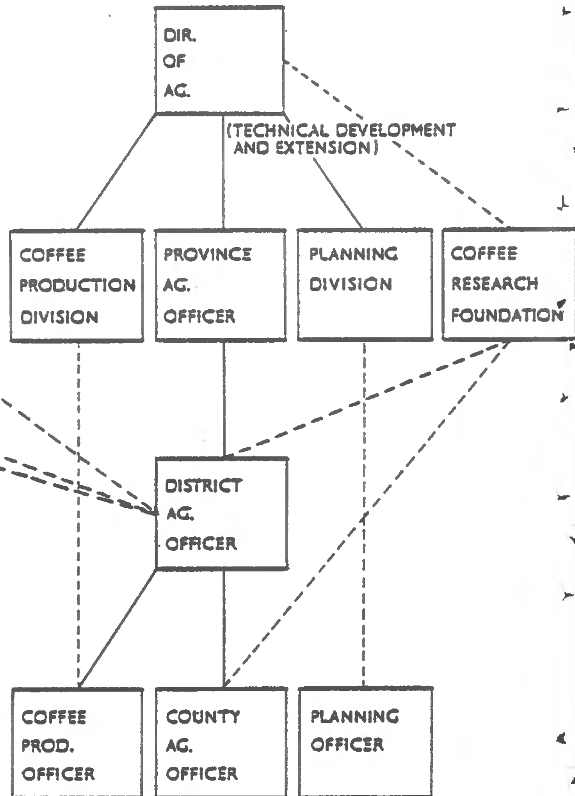 DIR.
OF
AG.
(TECHNICAL DEVELOPMENT
AND EXTENSION)
COFFEE
PRODUCTION
DIVISION
PROVINCE
AG.
OFFICER
PLANNING
DIVISION
COFFEE
RESEARCH
FOUNDATION
DISTRICT
AG.
OFFICER
COFFEE
PROD.
OFFICER
COUNTY
AG.
OFFICER
PLANNING
OFFICER